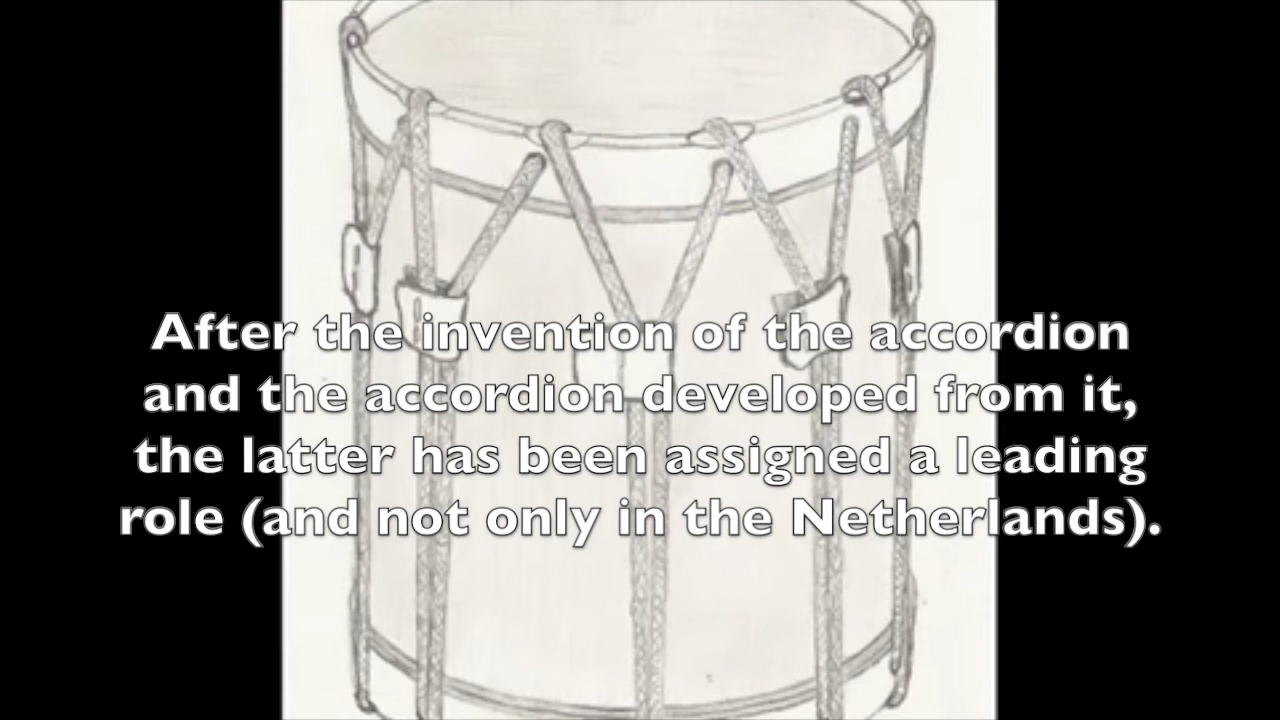 After the invention of the accordion
and the accordion developed from it,
the latter has been assigned a leading
role (and not only in the Netherlands).